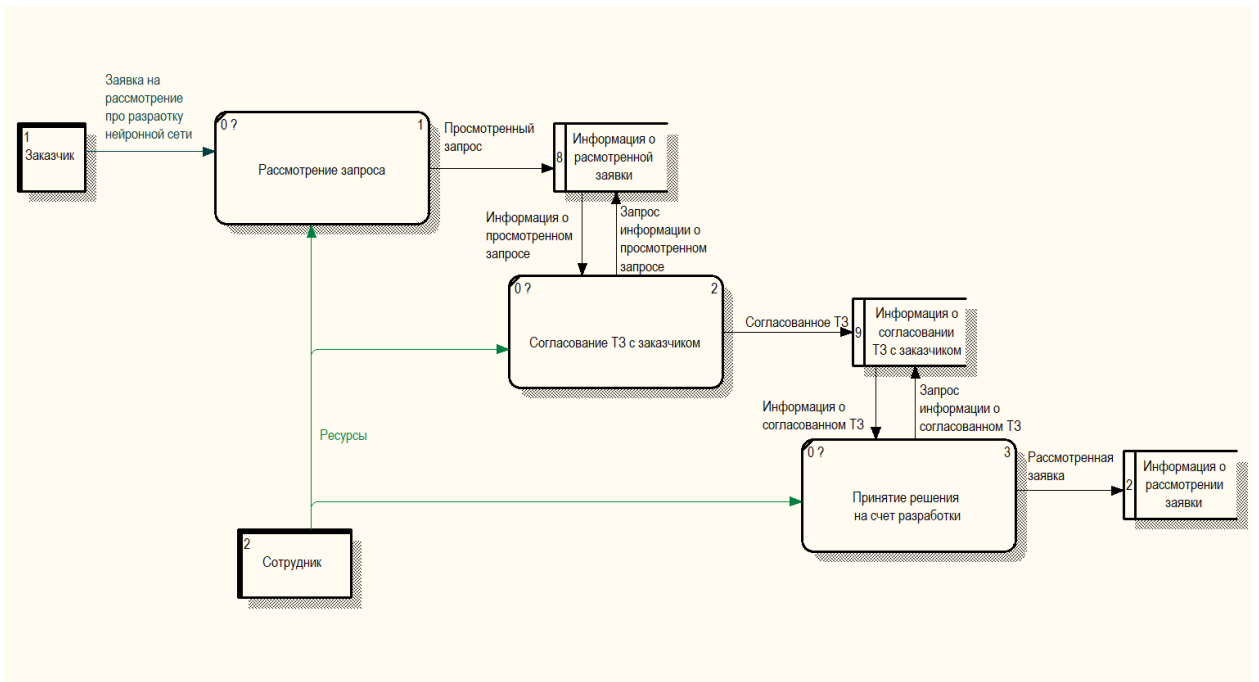 Заявка на
рассмотрение
про разраотку
нейронной сети
1
Заказчик
0 ?
1
Рассмотрение запроса
Просмотренный
запрос
8
Информация о
расмотренной
заявки
Информация о
просмотренном
запросе
Запрос
информации о
просмотренном
запросе
0 ?
2
Согласование ТЗ с заказчиком
Согласованное ТЗ
9
Информация о
согласовании
ТЗ с заказчиком
Информация о
согласованном ТЗ
Запрос
информации о
согласованном ТЗ
Ресурсы
0 ?
3
Принятие решения
на счет разработки
Рассмотренная
заявка
2
Информация о
рассмотрении
заявки
2
Сотрудник